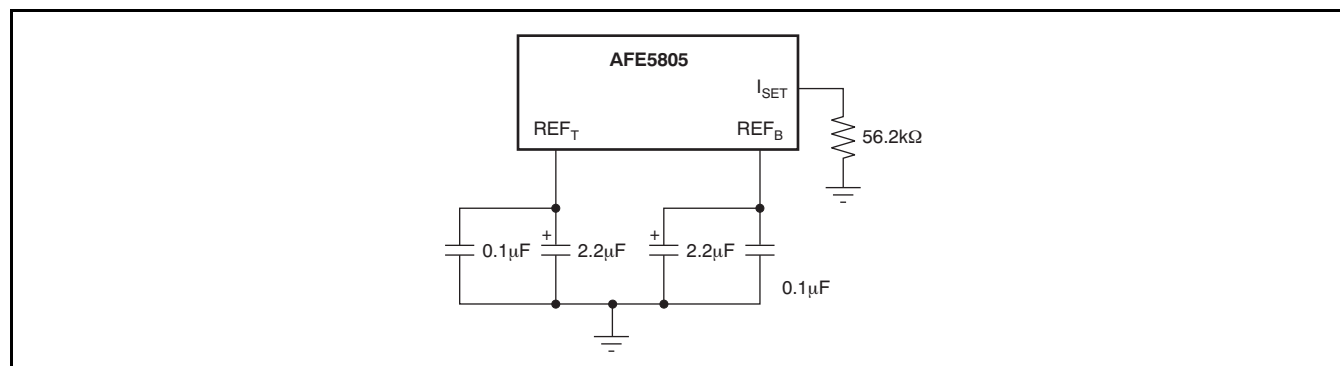 AFE5805
I_SET
REF_T REF_B
56.2kΩ
+ +
0.1μF 2.2μF 2.2μF
0.1μF